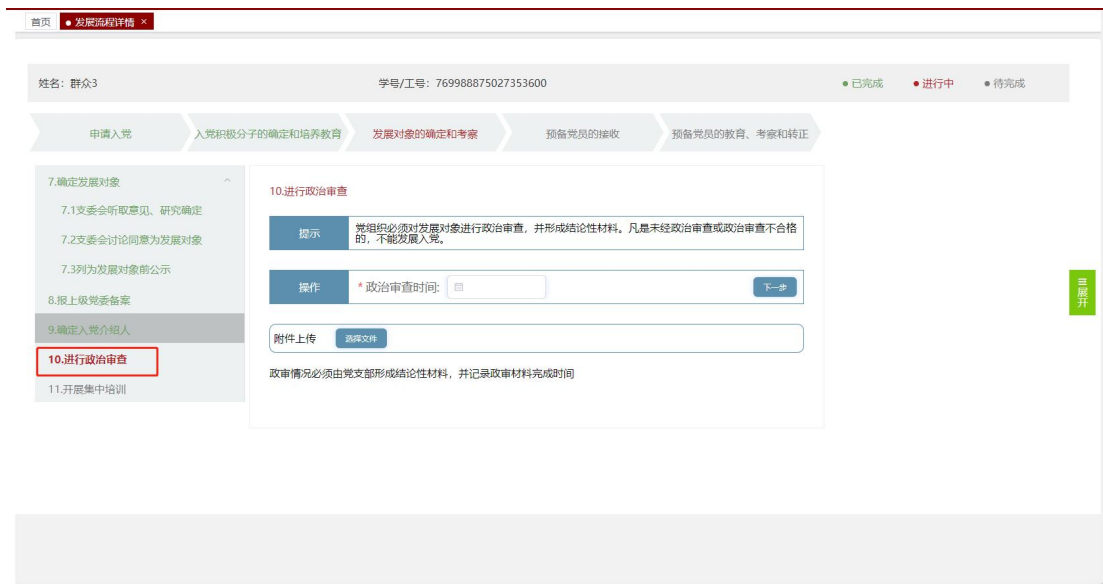 首页 ● 发展流程详情 ×
姓名：群众3 学号/工号：769988875027353600 ●已完成 ●进行中 ●待完成
申请入党 入党积极分子的确定和培养教育 发展对象的确定和考察 预备党员的接收 预备党员的教育、考察和转正
7.确定发展对象
7.1支委会听取意见、研究确定
7.2支委会讨论同意为发展对象
7.3列为发展对象前公示
8.报上级党委备案
9.确定入党介绍人
10.进行政治审查
11.开展集中培训
10.进行政治审查
提示
党组织必须对发展对象进行政治审查，并形成结论性材料。凡是未经政治审查或政治审查不合格
的，不能发展入党。
操作 *政治审查时间: 下一步
附件上传 选择文件
政审情况必须由党支部形成结论性材料，并记录政审材料完成时间
展开